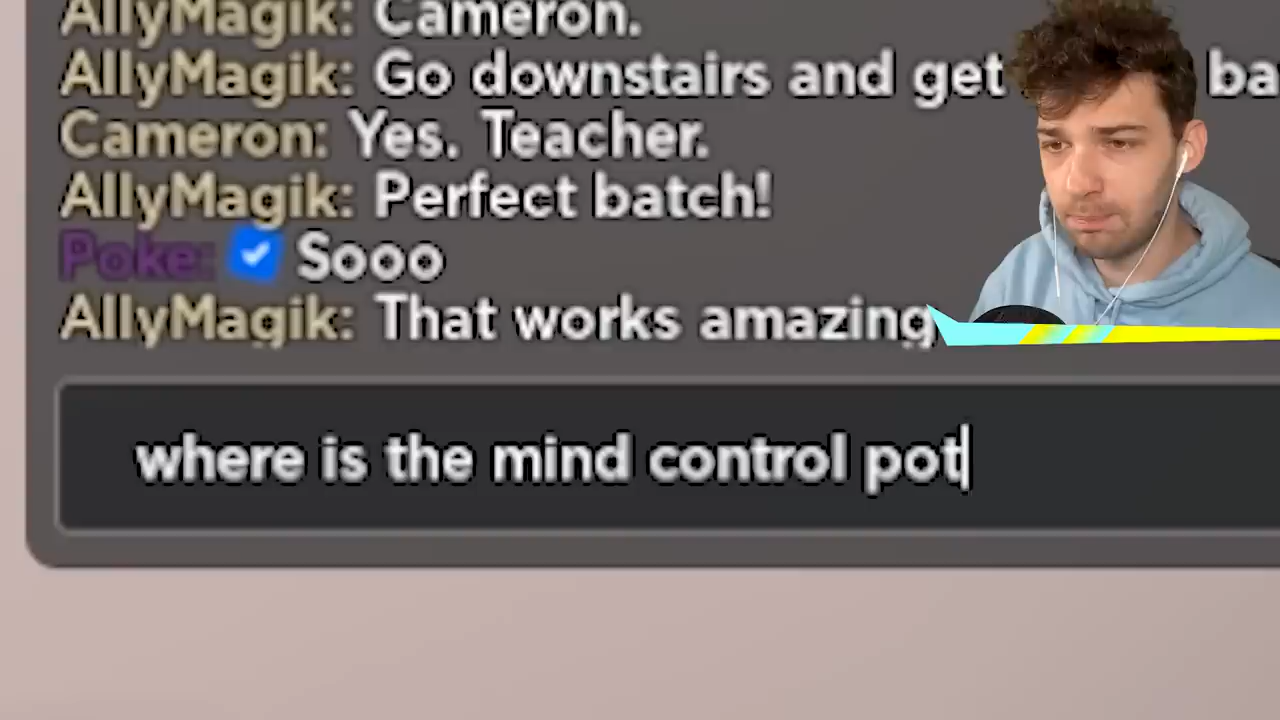 AllyMagik: Cameron.
AllyMagik: Go downstairs and get
Cameron: Yes. Teacher.
AllyMagik: Perfect batch!
Poke: Sooo
AllyMagik: That works amazing
where is the mind control pot